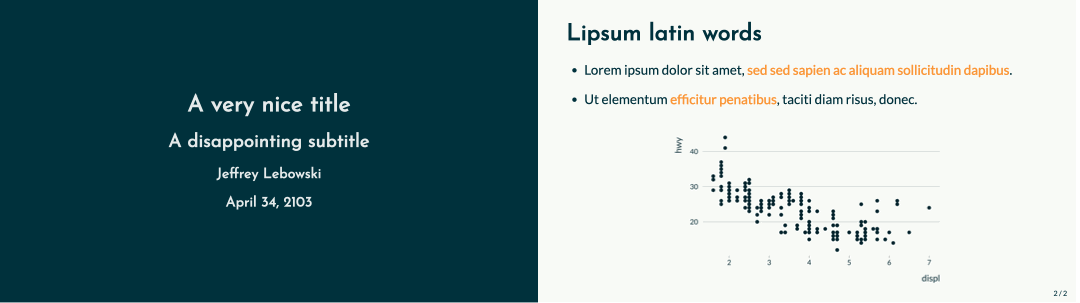 A very nice title
A disappointing subtitle
Jeffrey Lebowski
April 34, 2103
Lipsum latin words
• Lorem ipsum dolor sit amet, sed sed sapien ac aliquam sollicitudin dapibus.
• Ut elementum efficitur penatibus, taciti diam risus, donec.
hwy
40
30
20
2 3 4 5 6 7
displ
2 / 2